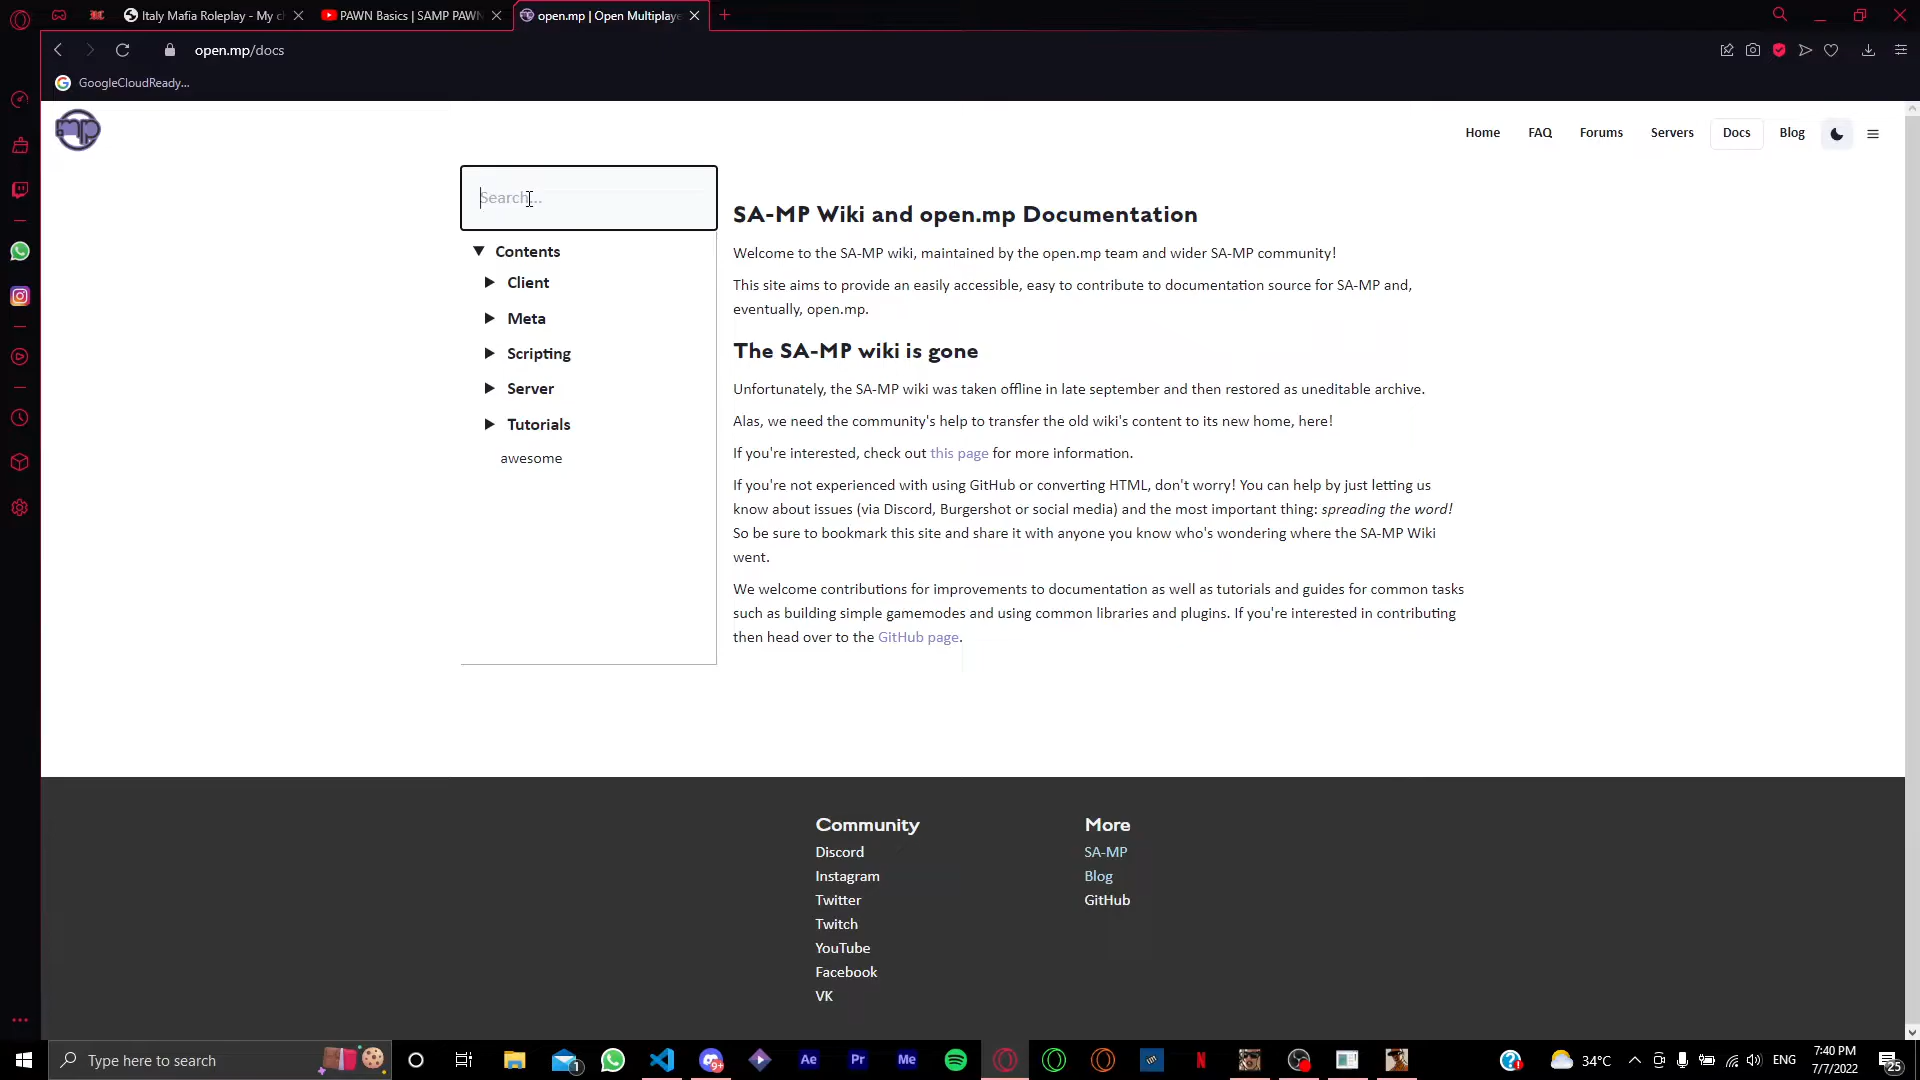 Italy Mafia Roleplay - My c
PAWN Basics | SAMP PAWN
open.mp | Open Multiplaye
open.mp/docs
GoogleCloudReady...
mp
Home
FAQ
Forums
Servers
Docs
Blog
Search...
Contents
Client
Meta
Scripting
Server
Tutorials
awesome
SA-MP Wiki and open.mp Documentation
Welcome to the SA-MP wiki, maintained by the open.mp team and wider SA-MP community!
This site aims to provide an easily accessible, easy to contribute to documentation source for SA-MP and,
eventually, open.mp.
The SA-MP wiki is gone
Unfortunately, the SA-MP wiki was taken offline in late september and then restored as uneditable archive.
Alas, we need the community's help to transfer the old wiki's content to its new home, here!
If you're interested, check out this page for more information.
If you're not experienced with using GitHub or converting HTML, don't worry! You can help by just letting us
know about issues (via Discord, Burgershot or social media) and the most important thing: spreading the word!
So be sure to bookmark this site and share it with anyone you know who's wondering where the SA-MP Wiki
went.
We welcome contributions for improvements to documentation as well as tutorials and guides for common tasks
such as building simple gamemodes and using common libraries and plugins. If you're interested in contributing
then head over to the GitHub page.
Community
Discord
Instagram
Twitter
Twitch
YouTube
Facebook
VK
More
SA-MP
Blog
GitHub
Type here to search
1
9+
Ae
Pr
Me
N
34°C
ENG
7:40 PM
7/7/2022
25